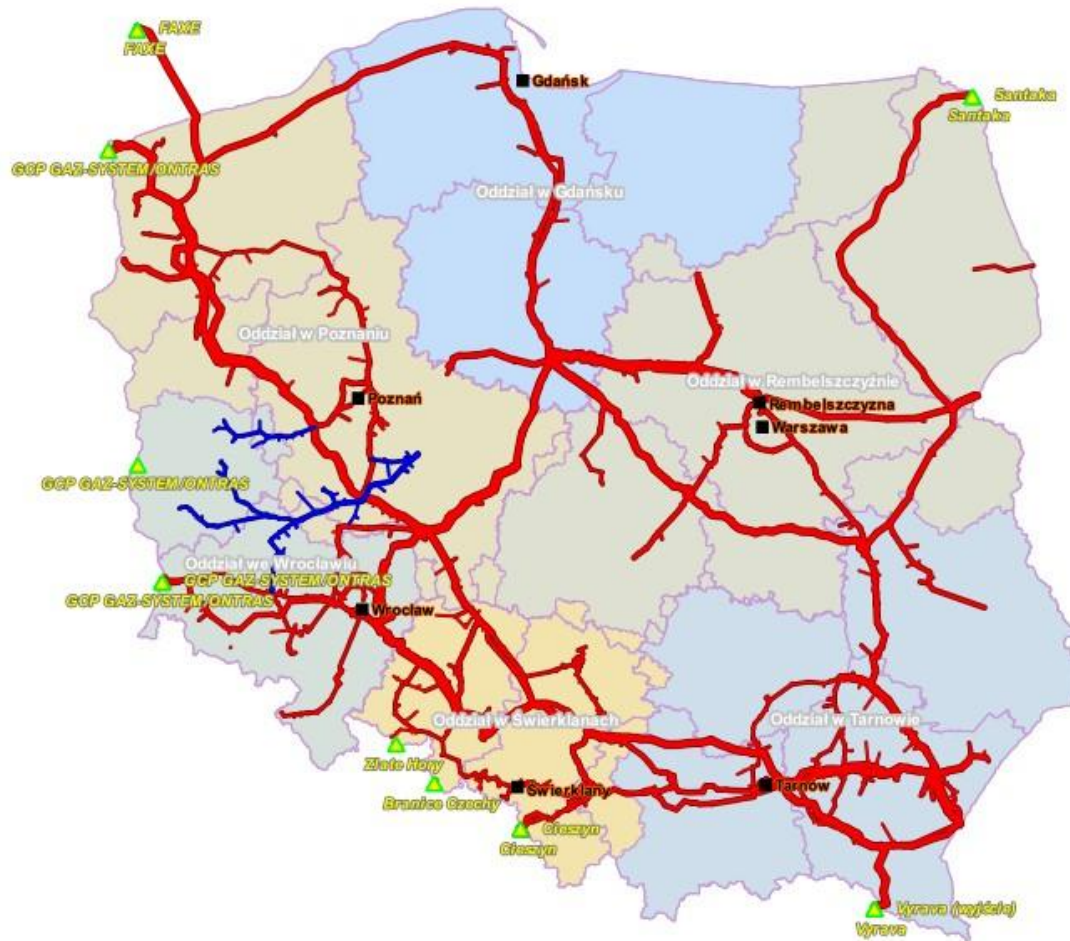 FAXE
FAXE
Gdańsk
Santaka
Santaka
GCP GAZ-SYSTEM/ONTRAS
Oddział w Gdańsku
Oddział w Poznaniu
Oddział w Rembelszczyźnie
Poznań
Rembelszczyzna
Warszawa
GCP GAZ-SYSTEM/ONTRAS
Oddział we Wrocławiu
GCP GAZ-SYSTEM/ONTRAS
GCP GAZ-SYSTEM/ONTRAS
Wrocław
Oddział w Świerklanach
Oddział w Tarnowie
Zlate Hory
Branice Czechy
Świerklany
Tarnów
Cieszyn
Cieszyn
Vyrava (wyjście)
Vyrava